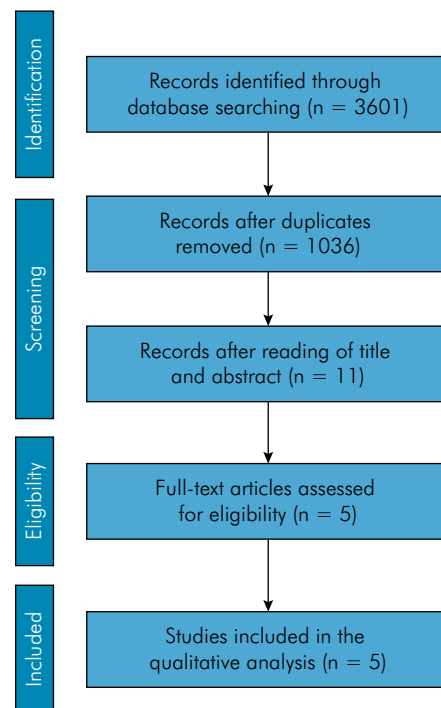 Identification
Records identified through
database searching (n = 3601)
Screening
Records after duplicates
removed (n = 1036)
Records after reading of title
and abstract (n = 11)
Eligibility
Full-text articles assessed
for eligibility (n = 5)
Included
Studies included in the
qualitative analysis (n = 5)